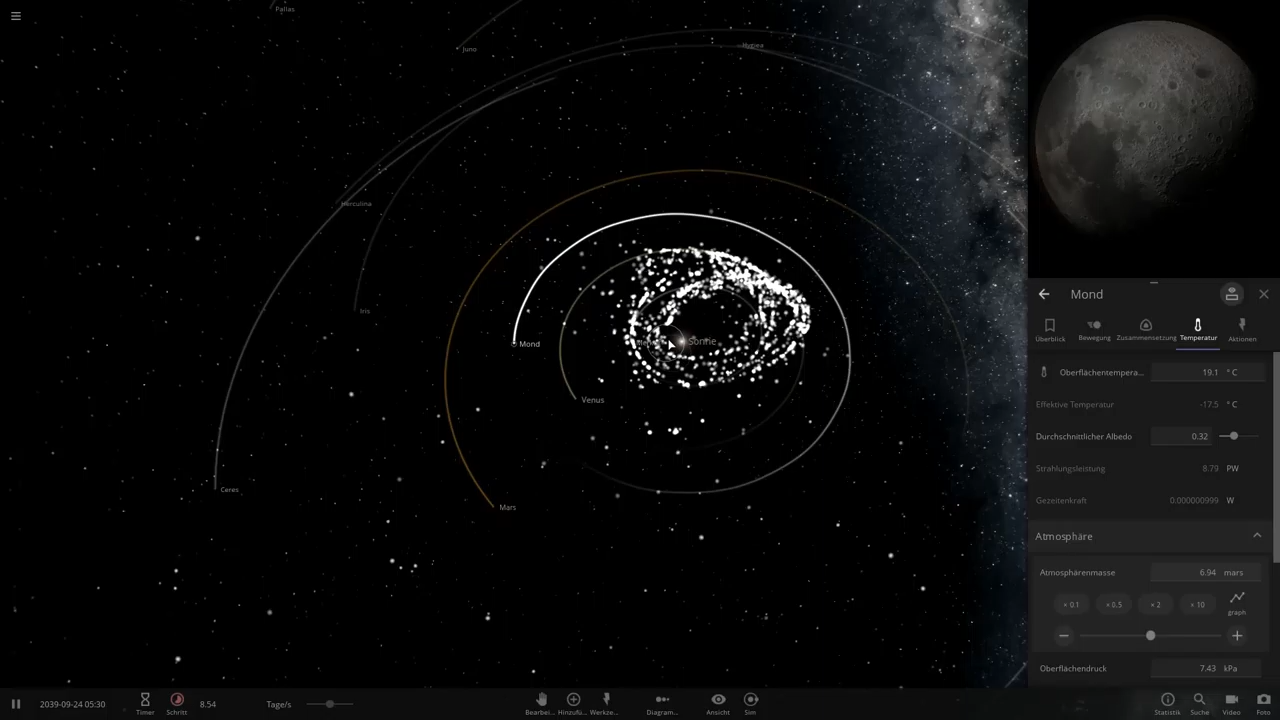 Pallas
Juno
Hygiea
Herculina
Iris
Mond
Sonne
Venus
Ceres
Mars
Mond
Überblick
Bewegung
Zusammensetzung
Temperatur
Aktionen
Oberflächentempera... 19.1 °C
Effektive Temperatur -17.5 °C
Durchschnittlicher Albedo 0.32
Strahlungsleistung 8.79 PW
Gezeitenkraft 0.000000999 W
Atmosphäre
Atmosphärenmasse 6.94 mars
× 0.1 × 0.5 × 2 × 10 graph
Oberflächendruck 7.43 kPa
2039-09-24 05:30
Timer
Schritt
8.54 Tage/s
Bearbei...
Hinzufü...
Werkze...
Diagram...
Ansicht
Sim
Statistik
Suche
Video
Foto